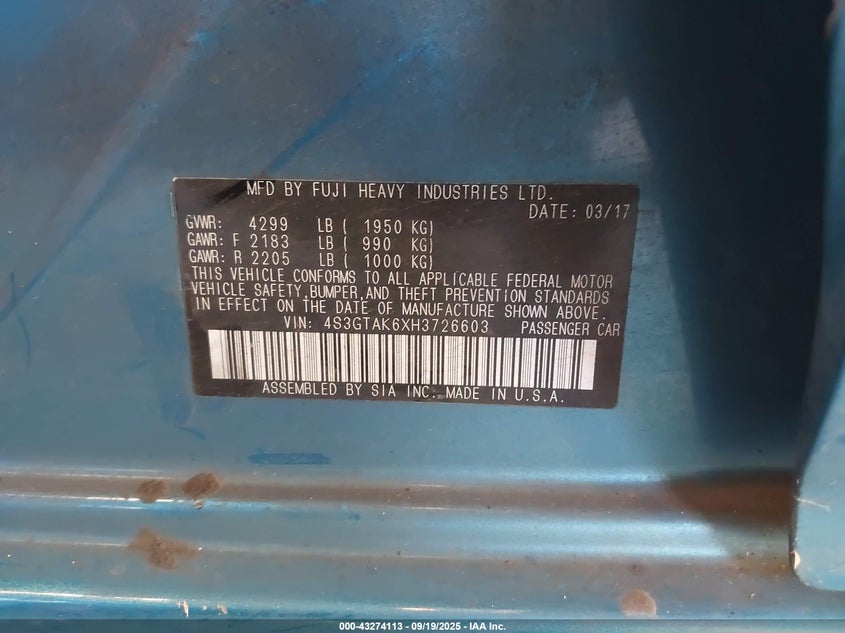 MFD BY FUJI HEAVY INDUSTRIES LTD.
DATE: 03/17
GVWR: 4299 LB ( 1950 KG)
GAWR: F 2183 LB ( 990 KG)
GAWR: R 2205 LB ( 1000 KG)
THIS VEHICLE CONFORMS TO ALL APPLICABLE FEDERAL MOTOR
VEHICLE SAFETY,BUMPER,AND THEFT PREVENTION STANDARDS
IN EFFECT ON THE DATE OF MANUFACTURE SHOWN ABOVE.
VIN: 4S3GTAK6XH3726603 PASSENGER CAR
ASSEMBLED BY SIA INC. MADE IN U.S.A.
000-43274113 - 09/19/2025 - IAA Inc.